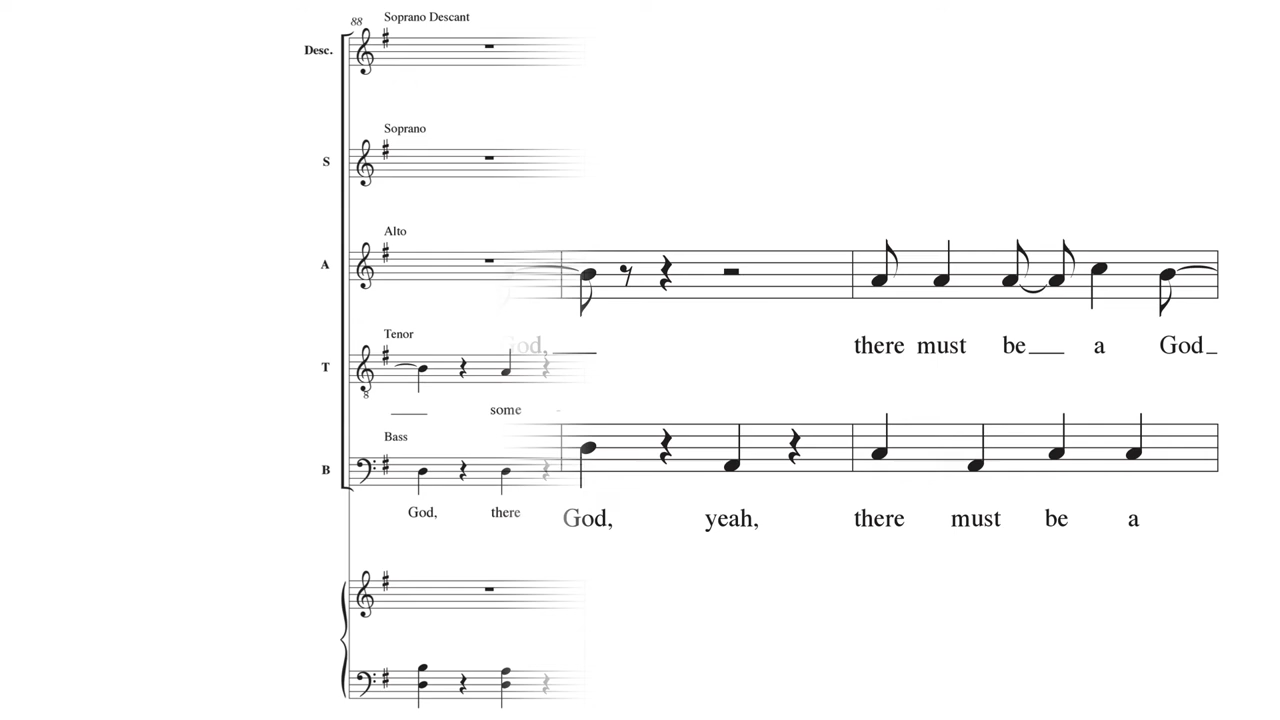 88
Soprano Descant
Desc.
Soprano
S
Alto
A
God, there must be a God
Tenor
T
some -
Bass
B
God, there
God, yeah, there must be a